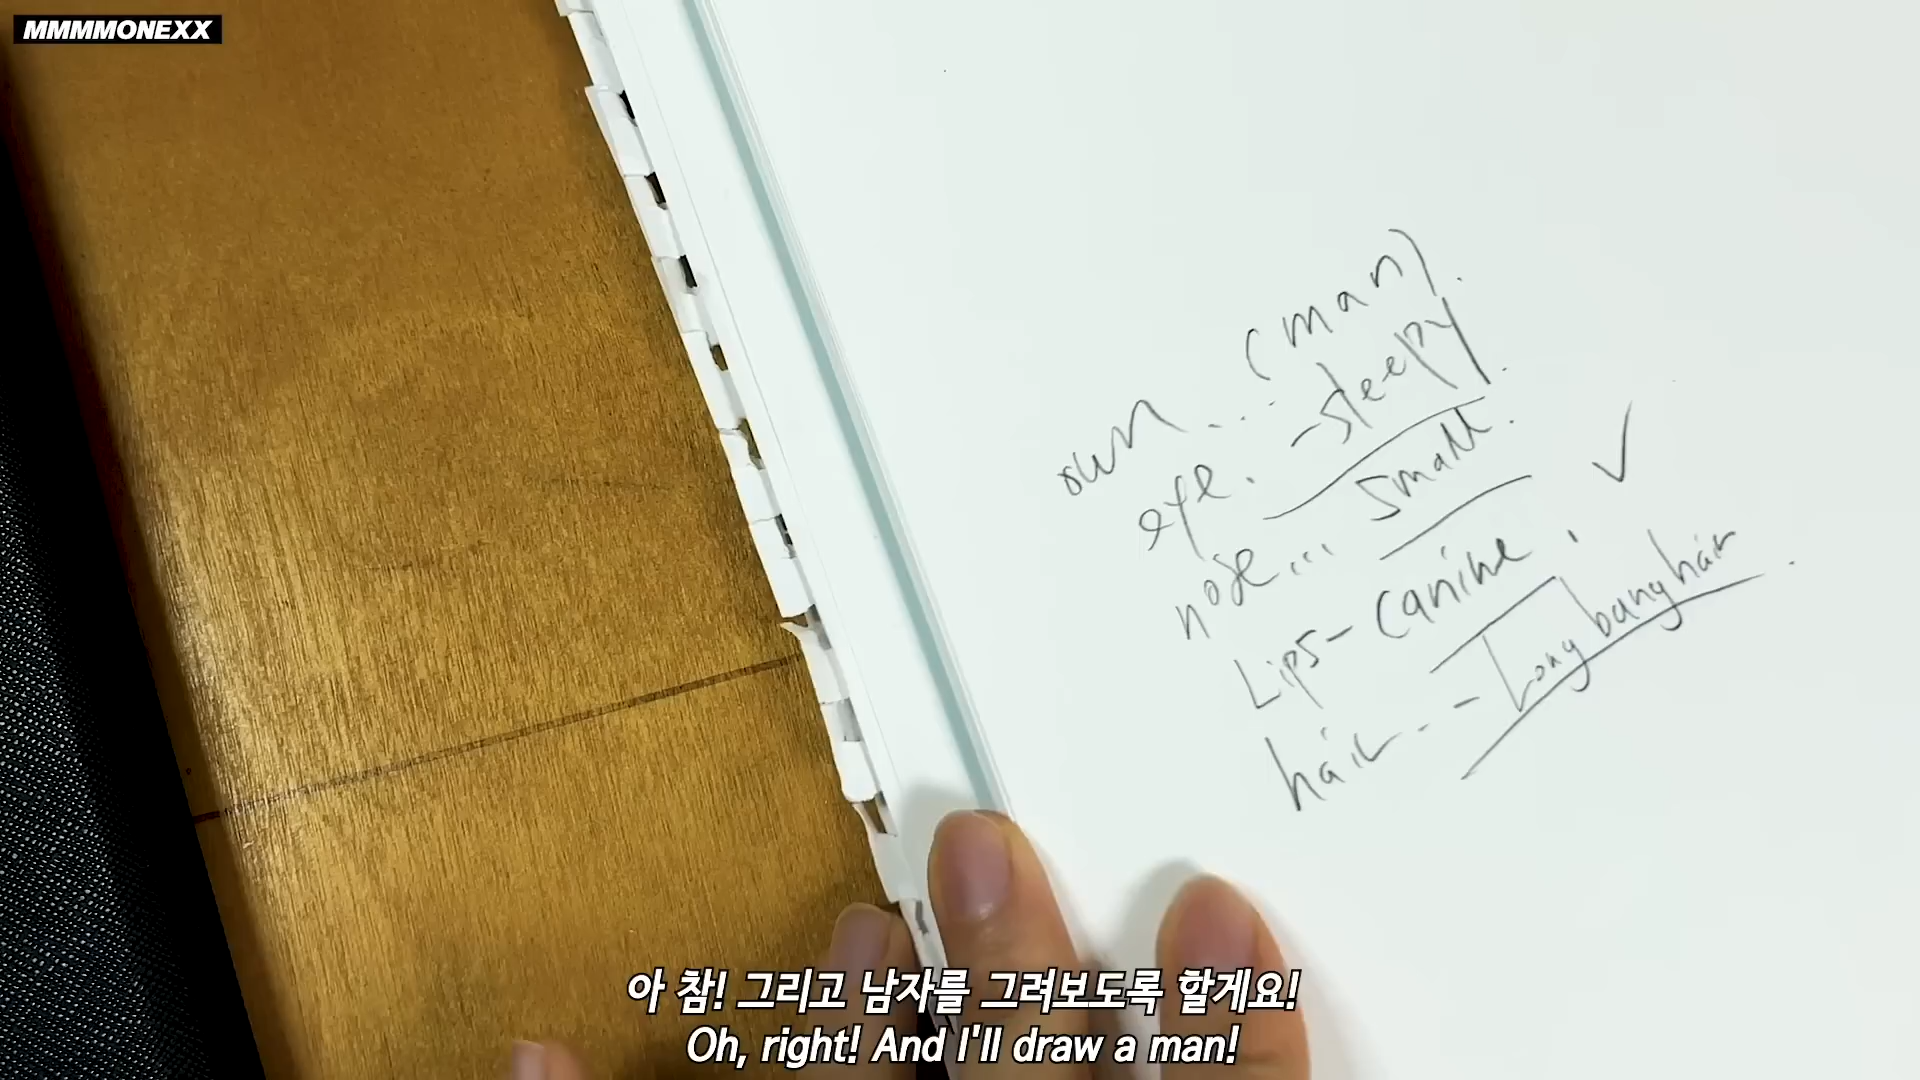 MMMMONEXX
(man).
own...
eye. -sleepy.
nose... small.
Lips- Canine.
hair.. - Long bang hair.
아 참! 그리고 남자를 그려보도록 할게요!
Oh, right! And I'll draw a man!